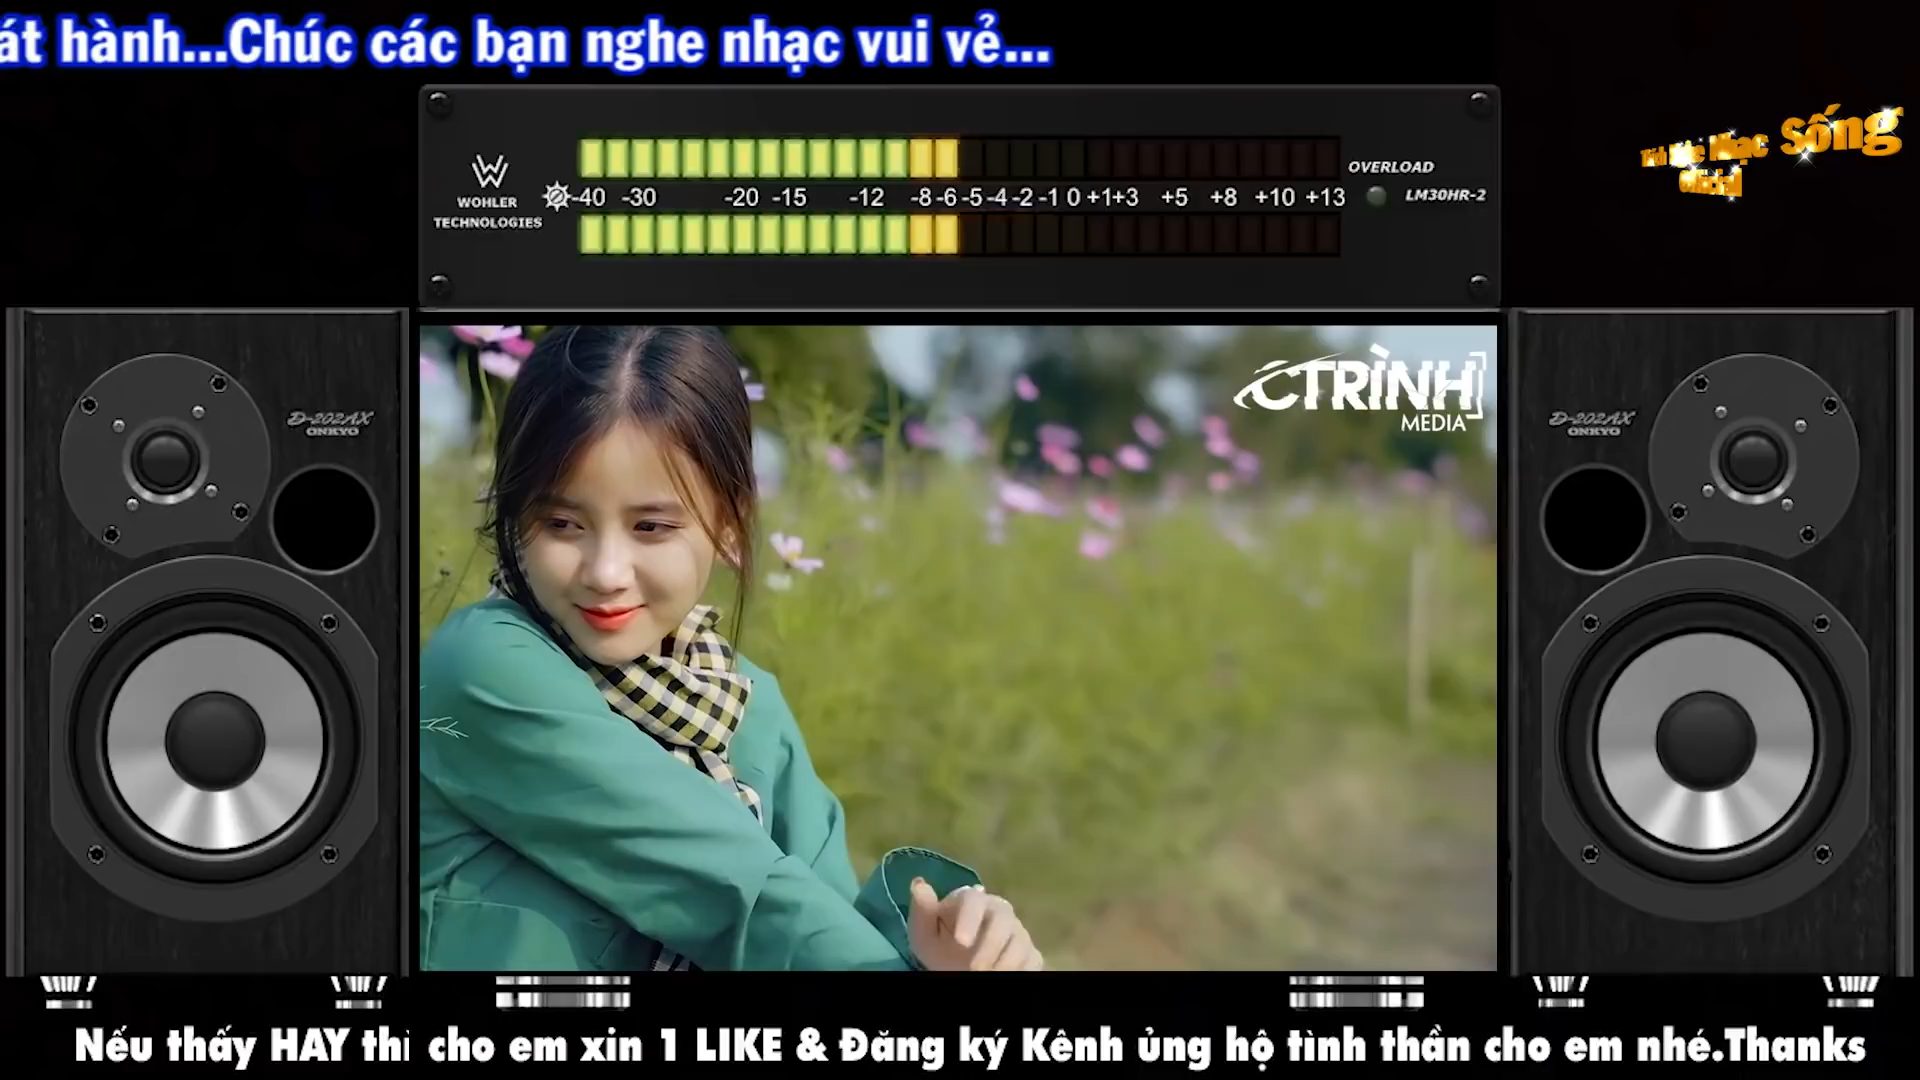 át hành...Chúc các bạn nghe nhạc vui vẻ...
WOHLER
TECHNOLOGIES
-40 -30 -20 -15 -12 -8 -6 -5 -4 -2 -1 0 +1 +3 +5 +8 +10 +13
OVERLOAD
LM30HR-2
Nhạc Sống
D-202AX
ONKYO
CTRÌNH
MEDIA
D-202AX
ONKYO
Nếu thấy HAY thì cho em xin 1 LIKE & Đăng ký Kênh ủng hộ tình thần cho em nhé.Thanks